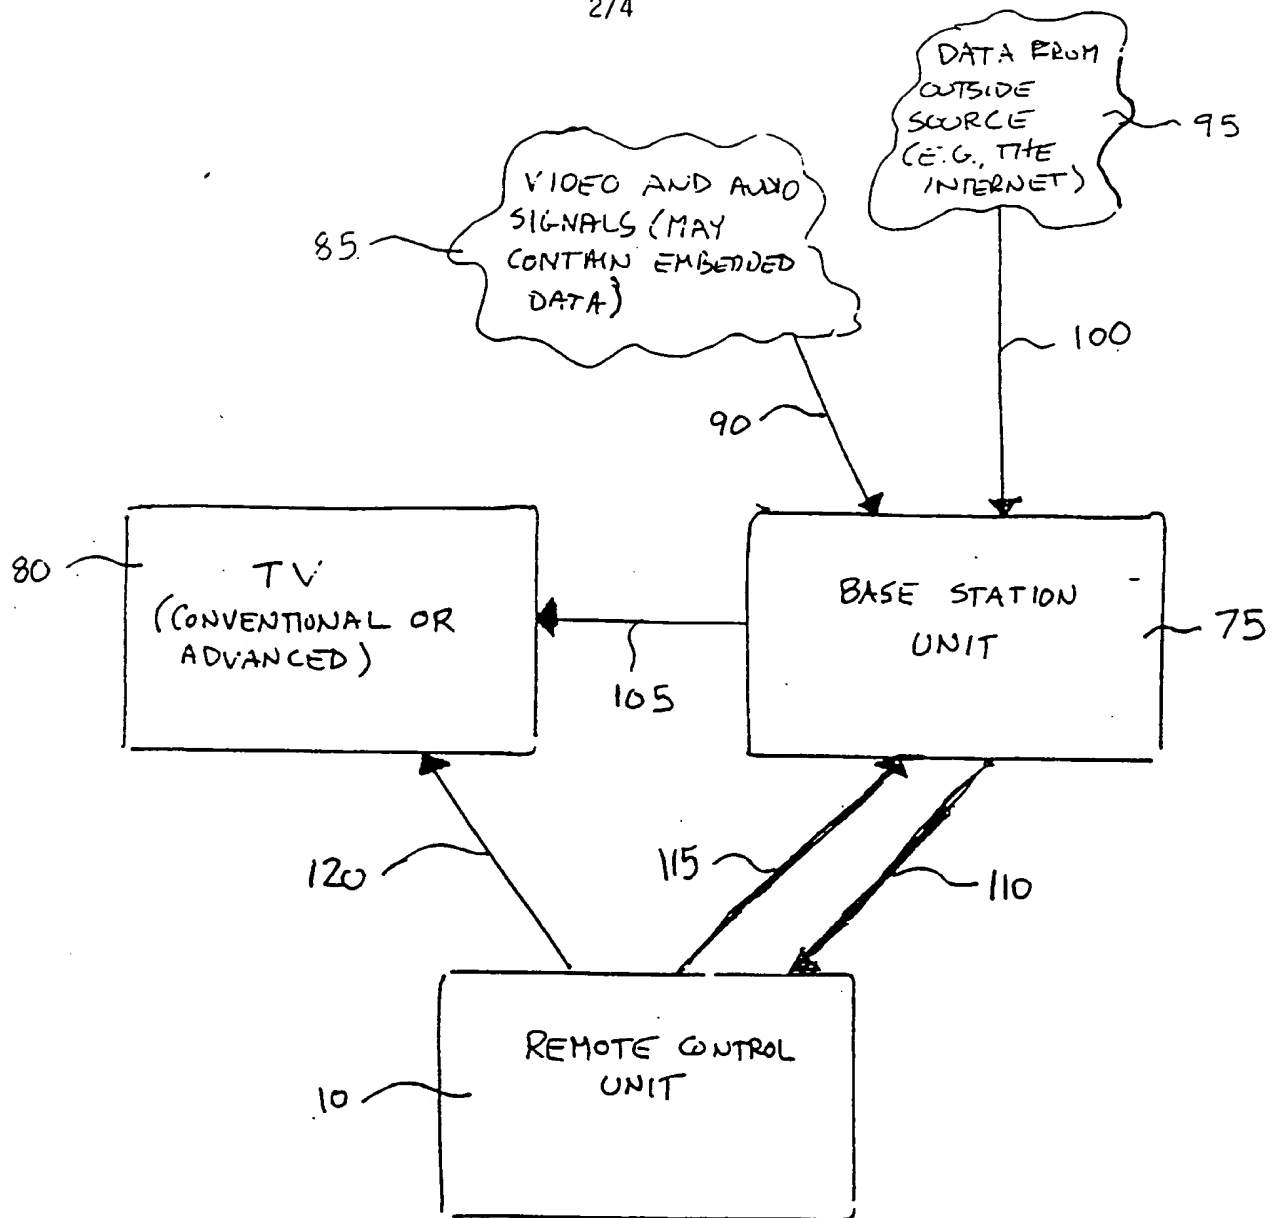 2/4
DATA FROM
OUTSIDE
SOURCE
(E.G., THE
INTERNET)
95
VIDEO AND AUDIO
SIGNALS (MAY
CONTAIN EMBEDDED
DATA)
85
100
90
80
TV
(CONVENTIONAL OR
ADVANCED)
BASE STATION
UNIT
75
105
120
115
110
REMOTE CONTROL
UNIT
10